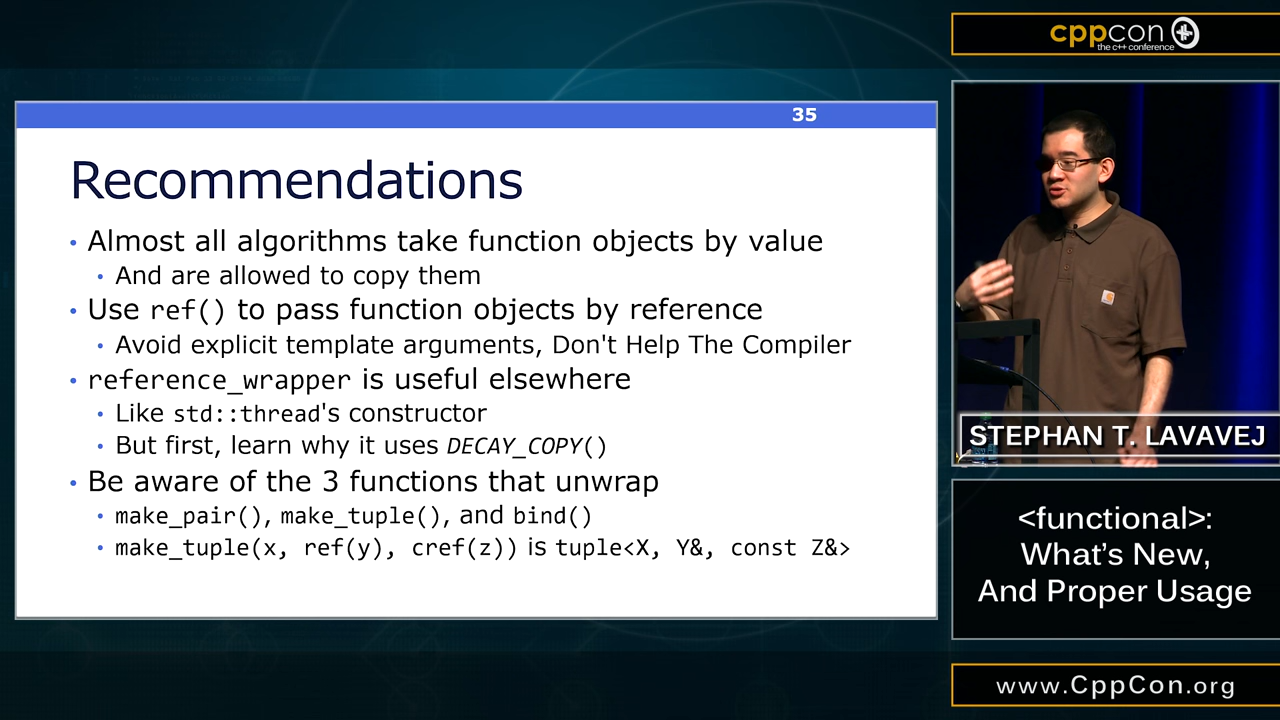 35
Recommendations
• Almost all algorithms take function objects by value
• And are allowed to copy them
• Use ref() to pass function objects by reference
• Avoid explicit template arguments, Don't Help The Compiler
• reference_wrapper is useful elsewhere
• Like std::thread's constructor
• But first, learn why it uses DECAY_COPY()
• Be aware of the 3 functions that unwrap
• make_pair(), make_tuple(), and bind()
• make_tuple(x, ref(y), cref(z)) is tuple<X, Y&, const Z&>
cppcon
the c++ conference
STEPHAN T. LAVAVEJ
<functional>:
What's New,
And Proper Usage
www.CppCon.org